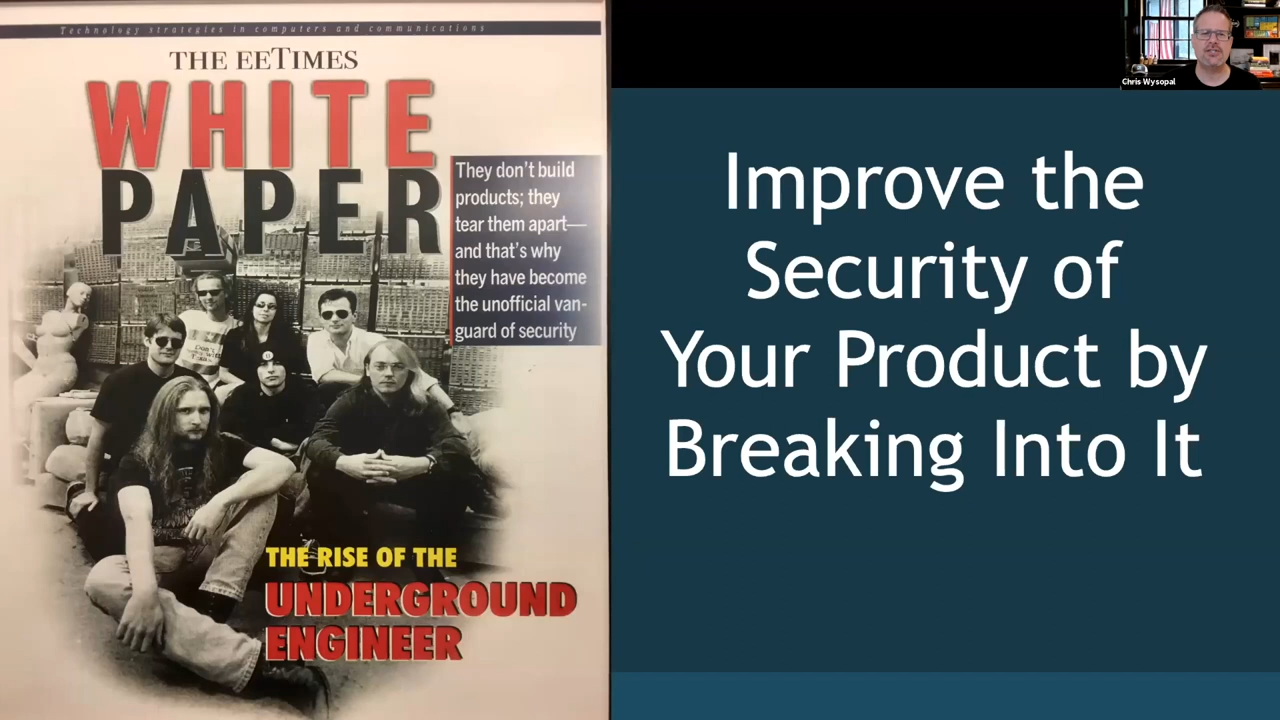 Technology strategies in computers and communications
THE EETIMES
WHITE
PAPER
They don't build
products; they
tear them apart—
and that's why
they have become
the unofficial van-
guard of security
THE RISE OF THE
UNDERGROUND
ENGINEER
Chris Wysopal
Improve the
Security of
Your Product by
Breaking Into It